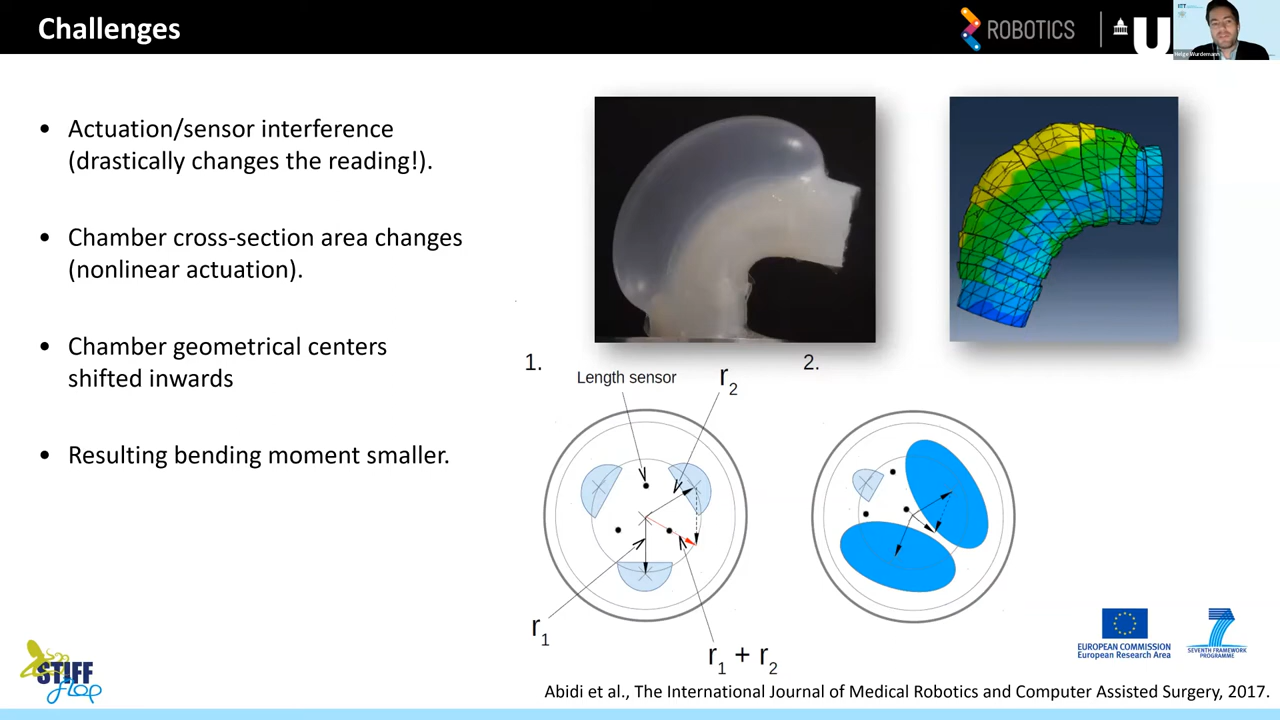 Challenges
ROBOTICS
U
Helge Wurdemann
• Actuation/sensor interference
(drastically changes the reading!).
• Chamber cross-section area changes
(nonlinear actuation).
• Chamber geometrical centers
shifted inwards
• Resulting bending moment smaller.
1.
2.
Length sensor
r2
r1
r1 + r2
STIFF
flop
EUROPEAN COMMISSION
European Research Area
7
SEVENTH FRAMEWORK
PROGRAMME
Abidi et al., The International Journal of Medical Robotics and Computer Assisted Surgery, 2017.